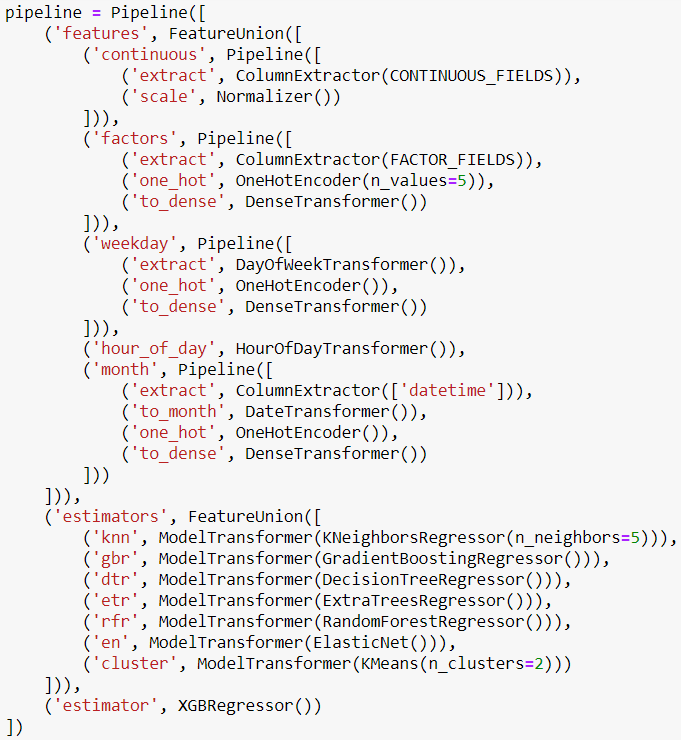 pipeline = Pipeline([
    ('features', FeatureUnion([
        ('continuous', Pipeline([
            ('extract', ColumnExtractor(CONTINUOUS_FIELDS)),
            ('scale', Normalizer())
        ])),
        ('factors', Pipeline([
            ('extract', ColumnExtractor(FACTOR_FIELDS)),
            ('one_hot', OneHotEncoder(n_values=5)),
            ('to_dense', DenseTransformer())
        ])),
        ('weekday', Pipeline([
            ('extract', DayOfWeekTransformer()),
            ('one_hot', OneHotEncoder()),
            ('to_dense', DenseTransformer())
        ])),
        ('hour_of_day', HourOfDayTransformer()),
        ('month', Pipeline([
            ('extract', ColumnExtractor(['datetime'])),
            ('to_month', DateTransformer()),
            ('one_hot', OneHotEncoder()),
            ('to_dense', DenseTransformer())
        ]))
    ])),
    ('estimators', FeatureUnion([
        ('knn', ModelTransformer(KNeighborsRegressor(n_neighbors=5))),
        ('gbr', ModelTransformer(GradientBoostingRegressor())),
        ('dtr', ModelTransformer(DecisionTreeRegressor())),
        ('etr', ModelTransformer(ExtraTreesRegressor())),
        ('rfr', ModelTransformer(RandomForestRegressor())),
        ('en', ModelTransformer(ElasticNet())),
        ('cluster', ModelTransformer(KMeans(n_clusters=2)))
    ])),
    ('estimator', XGBRegressor())
])